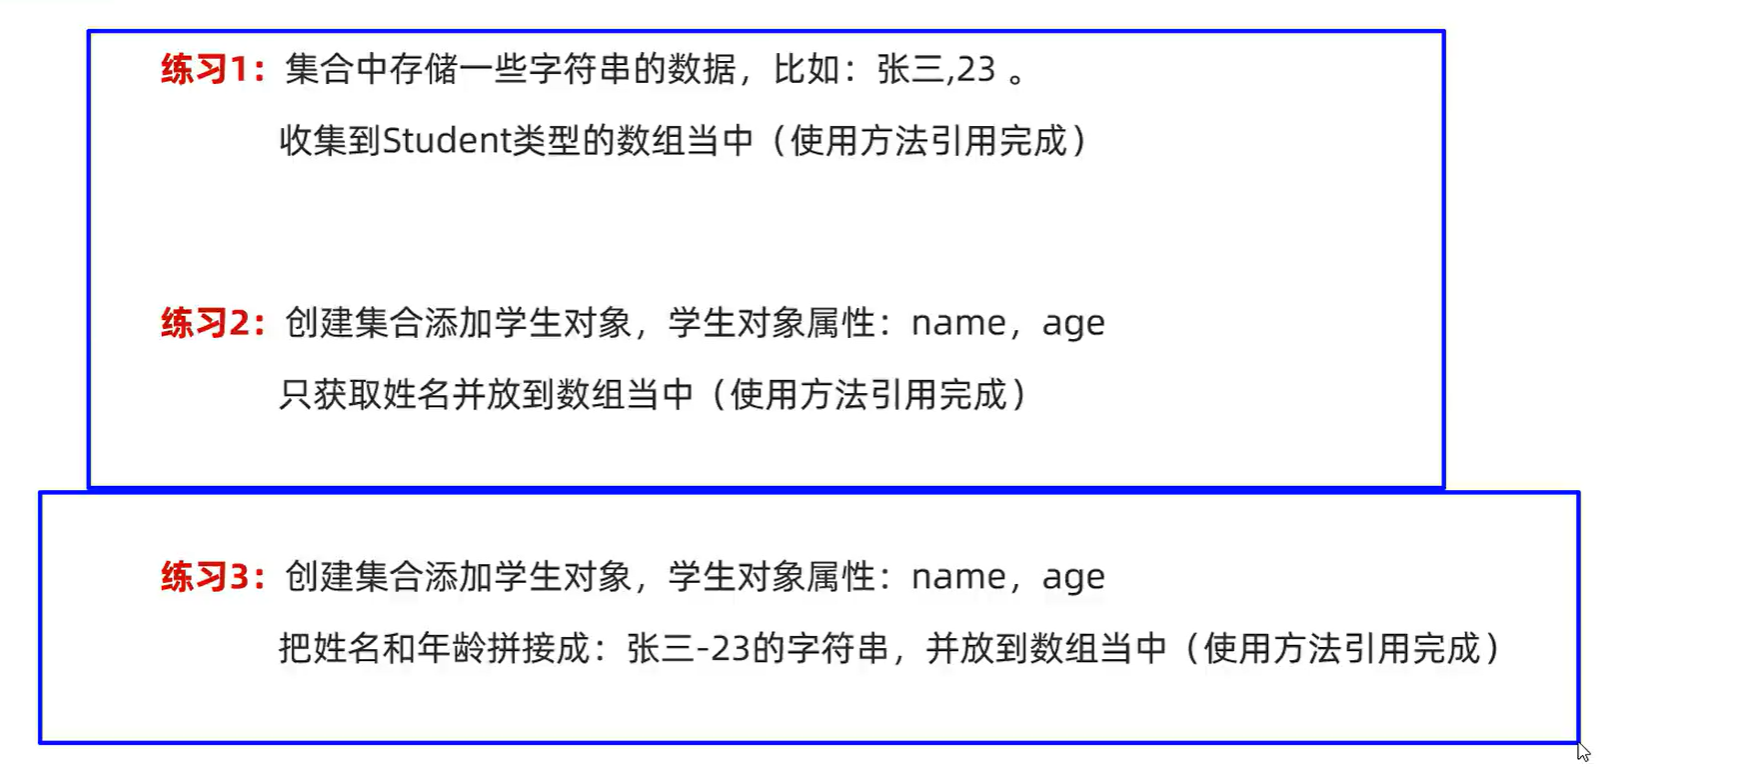 练习1：集合中存储一些字符串的数据，比如：张三,23 。
收集到Student类型的数组当中（使用方法引用完成）
练习2：创建集合添加学生对象，学生对象属性：name，age
只获取姓名并放到数组当中（使用方法引用完成）
练习3：创建集合添加学生对象，学生对象属性：name，age
把姓名和年龄拼接成：张三-23的字符串，并放到数组当中（使用方法引用完成）